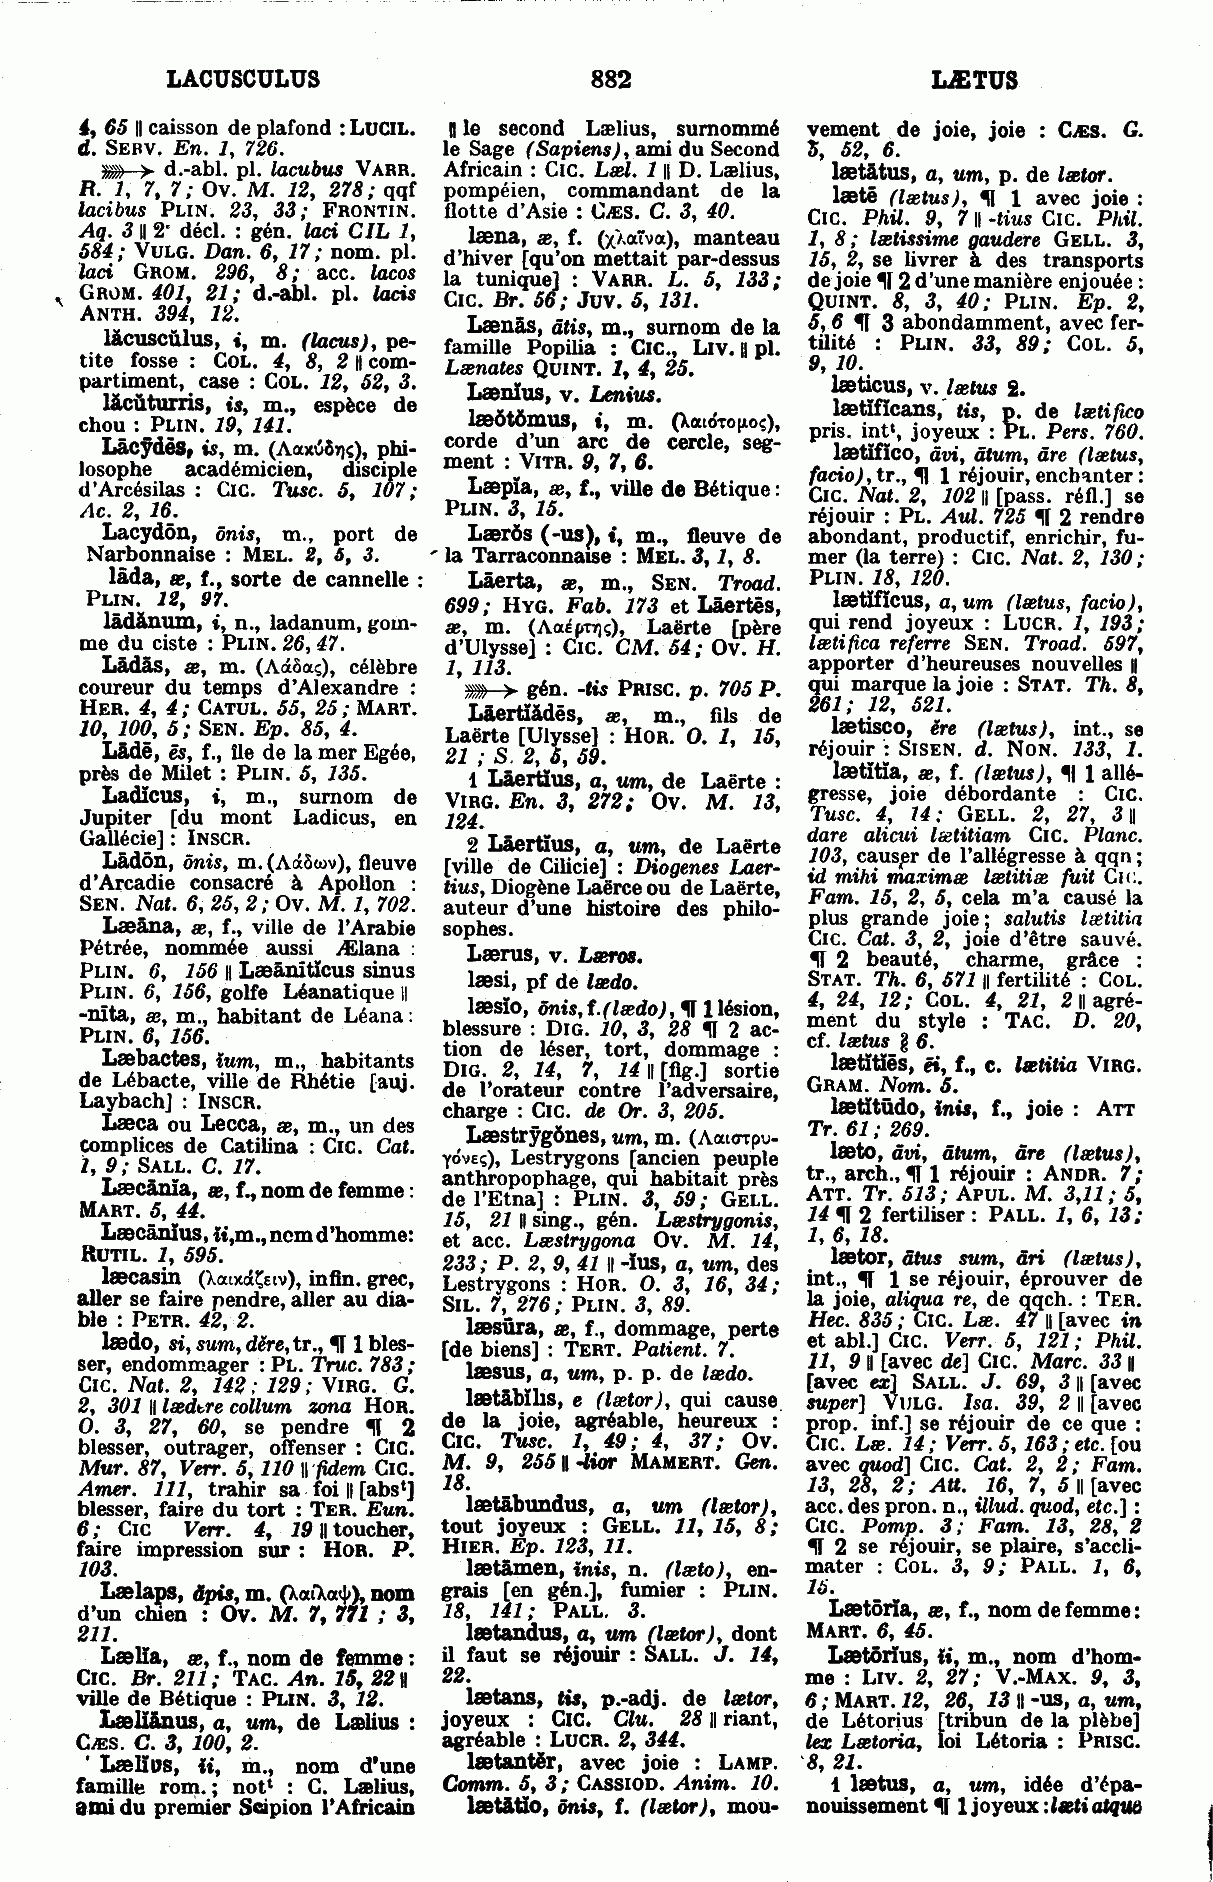 LACUSCULUS 882 LÆTUS
4, 65 || caisson de plafond : LUCIL.
d. SERV. En. 1, 726.
⟶ d.-abl. pl. lacubus VARR.
R. 1, 7, 7 ; OV. M. 12, 278 ; qqf
lacibus PLIN. 23, 33 ; FRONTIN.
Aq. 3 || 2ᵉ décl. : gén. laci CIL 1,
584 ; VULG. Dan. 6, 17 ; nom. pl.
laci GROM. 296, 8 ; acc. lacos
GROM. 401, 21 ; d.-abl. pl. lacis
ANTH. 394, 12.
lăcuscŭlus, i, m. (lacus), pe-
tite fosse : COL. 4, 8, 2 || com-
partiment, case : COL. 12, 52, 3.
lăcŭturris, is, m., espèce de
chou : PLIN. 19, 141.
Lăcўdēs, is, m. (Λακύδης), phi-
losophe académicien, disciple
d'Arcésilas : CIC. Tusc. 5, 107 ;
Ac. 2, 16.
Lacydōn, ōnis, m., port de
Narbonnaise : MEL. 2, 5, 3.
lāda, æ, f., sorte de cannelle :
PLIN. 12, 97.
lādănum, i, n., ladanum, gom-
me du ciste : PLIN. 26, 47.
Lādās, æ, m. (Λάδας), célèbre
coureur du temps d'Alexandre :
HER. 4, 4 ; CATUL. 55, 25 ; MART.
10, 100, 5 ; SEN. Ep. 85, 4.
Lādē, ēs, f., île de la mer Egée,
près de Milet : PLIN. 5, 135.
Ladĭcus, i, m., surnom de
Jupiter [du mont Ladicus, en
Gallécie] : INSCR.
Lādōn, ōnis, m. (Λάδων), fleuve
d'Arcadie consacré à Apollon :
SEN. Nat. 6, 25, 2 ; OV. M. 1, 702.
Læāna, æ, f., ville de l'Arabie
Pétrée, nommée aussi Ælana :
PLIN. 6, 156 || Læānītĭcus sinus
PLIN. 6, 156, golfe Léanatique ||
-nīta, æ, m., habitant de Léana :
PLIN. 6, 156.
Læbactes, ĭum, m., habitants
de Lébacte, ville de Rhétie [auj.
Laybach] : INSCR.
Læca ou Lecca, æ, m., un des
complices de Catilina : CIC. Cat.
1, 9 ; SALL. C. 17.
Læcānĭa, æ, f., nom de femme :
MART. 5, 44.
Læcānĭus, ĭi, m., nom d'homme:
RUTIL. 1, 595.
læcasin (λαικάζειν), infin. grec,
aller se faire pendre, aller au dia-
ble : PETR. 42, 2.
lædo, si, sum, dĕre, tr., ¶ 1 bles-
ser, endommager : PL. Truc. 783 ;
CIC. Nat. 2, 142 ; 129 ; VIRG. G.
2, 301 || lædere collum zona HOR.
O. 3, 27, 60, se pendre ¶ 2
blesser, outrager, offenser : CIC.
Mur. 87, Verr. 5, 110 || fidem CIC.
Amer. 111, trahir sa foi || [absᵗ]
blesser, faire du tort : TER. Eun.
6 ; CIC Verr. 4, 19 || toucher,
faire impression sur : HOR. P.
103.
Lælaps, ăpis, m. (λαῖλαψ), nom
d'un chien : OV. M. 7, 771 ; 3,
211.
Lælĭa, æ, f., nom de femme :
CIC. Br. 211 ; TAC. An. 15, 22 ||
ville de Bétique : PLIN. 3, 12.
Lælĭānus, a, um, de Lælius :
CÆS. C. 3, 100, 2.
Lælĭus, ĭi, m., nom d'une
famille rom. ; notᵗ : C. Lælius,
ami du premier Scipion l'Africain
|| le second Lælius, surnommé
le Sage (Sapiens), ami du Second
Africain : CIC. Læl. 1 || D. Lælius,
pompéien, commandant de la
flotte d'Asie : CÆS. C. 3, 40.
læna, æ, f. (χλαῖνα), manteau
d'hiver [qu'on mettait par-dessus
la tunique] : VARR. L. 5, 133 ;
CIC. Br. 56 ; JUV. 5, 131.
Lænās, ātis, m., surnom de la
famille Popilia : CIC., LIV. || pl.
Lænates QUINT. 1, 4, 25.
Lænĭus, v. Lenius.
læŏtŏmus, i, m. (λαιότομος),
corde d'un arc de cercle, seg-
ment : VITR. 9, 7, 6.
Læpĭa, æ, f., ville de Bétique :
PLIN. 3, 15.
Lærŏs (-us), i, m., fleuve de
la Tarraconnaise : MEL. 3, 1, 8.
Lāerta, æ, m., SEN. Troad.
699 ; HYG. Fab. 173 et Lāertēs,
æ, m. (Λαέρτης), Laërte [père
d'Ulysse] : CIC. CM. 54 ; OV. H.
1, 113.
⟶ gén. -tis PRISC. p. 705 P.
Lāertĭădēs, æ, m., fils de
Laërte [Ulysse] : HOR. O. 1, 15,
21 ; S. 2, 5, 59.
1 Lāertĭus, a, um, de Laërte :
VIRG. En. 3, 272 ; OV. M. 13,
124.
2 Lāertĭus, a, um, de Laërte
[ville de Cilicie] : Diogenes Laer-
tius, Diogène Laërce ou de Laërte,
auteur d'une histoire des philo-
sophes.
Lærus, v. Læros.
læsi, pf de lædo.
læsĭo, ōnis, f. (lædo), ¶ 1 lésion,
blessure : DIG. 10, 3, 28 ¶ 2 ac-
tion de léser, tort, dommage :
DIG. 2, 14, 7, 14 || [fig.] sortie
de l'orateur contre l'adversaire,
charge : CIC. de Or. 3, 205.
Læstrўgŏnes, um, m. (Λαιστρυ-
γόνες), Lestrygons [ancien peuple
anthropophage, qui habitait près
de l'Etna] : PLIN. 3, 59 ; GELL.
15, 21 || sing., gén. Læstrygonis,
et acc. Læstrygona OV. M. 14,
233 ; P. 2, 9, 41 || -ĭus, a, um, des
Lestrygons : HOR. O. 3, 16, 34 ;
SIL. 7, 276 ; PLIN. 3, 89.
læsūra, æ, f., dommage, perte
[de biens] : TERT. Patient. 7.
læsus, a, um, p. p. de lædo.
lætābĭlis, e (lætor), qui cause
de la joie, agréable, heureux :
CIC. Tusc. 1, 49 ; 4, 37 ; OV.
M. 9, 255 || -lior MAMERT. Gen.
18.
lætābundus, a, um (lætor),
tout joyeux : GELL. 11, 15, 8 ;
HIER. Ep. 123, 11.
lætāmen, ĭnis, n. (læto), en-
grais [en gén.], fumier : PLIN.
18, 141 ; PALL. 3.
lætandus, a, um (lætor), dont
il faut se réjouir : SALL. J. 14,
22.
lætans, tis, p.-adj. de lætor,
joyeux : CIC. Clu. 28 || riant,
agréable : LUCR. 2, 344.
lætantĕr, avec joie : LAMP.
Comm. 5, 3 ; CASSIOD. Anim. 10.
lætātĭo, ōnis, f. (lætor), mou-
vement de joie, joie : CÆS. G.
5, 52, 6.
lætātus, a, um, p. de lætor.
lætē (lætus), ¶ 1 avec joie :
CIC. Phil. 9, 7 || -tius CIC. Phil.
1, 8 ; lætissime gaudere GELL. 3,
15, 2, se livrer à des transports
de joie ¶ 2 d'une manière enjouée :
QUINT. 8, 3, 40 ; PLIN. Ep. 2,
5, 6 ¶ 3 abondamment, avec fer-
tilité : PLIN. 33, 89 ; COL. 5,
9, 10.
læticus, v. lætus 2.
lætĭfĭcans, tis, p. de lætifico
pris. intᵗ, joyeux : PL. Pers. 760.
lætĭfĭco, āvi, ātum, āre (lætus,
facio), tr., ¶ 1 réjouir, enchanter :
CIC. Nat. 2, 102 || [pass. réfl.] se
réjouir : PL. Aul. 725 ¶ 2 rendre
abondant, productif, enrichir, fu-
mer (la terre) : CIC. Nat. 2, 130 ;
PLIN. 18, 120.
lætĭfĭcus, a, um (lætus, facio),
qui rend joyeux : LUCR. 1, 193 ;
lætifica referre SEN. Troad. 597,
apporter d'heureuses nouvelles ||
qui marque la joie : STAT. Th. 8,
261 ; 12, 521.
lætisco, ĕre (lætus), int., se
réjouir : SISEN. d. NON. 133, 1.
lætĭtĭa, æ, f. (lætus), ¶ 1 allé-
gresse, joie débordante : CIC.
Tusc. 4, 14 : GELL. 2, 27, 3 ||
dare alicui lætitiam CIC. Planc.
103, causer de l'allégresse à qqn ;
id mihi maximæ lætitiæ fuit CIC.
Fam. 15, 2, 5, cela m'a causé la
plus grande joie ; salutis lætitia
CIC. Cat. 3, 2, joie d'être sauvé.
¶ 2 beauté, charme, grâce :
STAT. Th. 6, 571 || fertilité : COL.
4, 24, 12 ; COL. 4, 21, 2 || agré-
ment du style : TAC. D. 20,
cf. lætus § 6.
lætĭtĭēs, ēi, f., c. lætitia VIRG.
GRAM. Nom. 5.
lætĭtūdo, ĭnis, f., joie : ATT
Tr. 61 ; 269.
læto, āvi, ātum, āre (lætus),
tr., arch., ¶ 1 réjouir : ANDR. 7 ;
ATT. Tr. 513 ; APUL. M. 3, 11 ; 5,
14 ¶ 2 fertiliser : PALL. 1, 6, 13 ;
1, 6, 18.
lætor, ātus sum, āri (lætus),
int., ¶ 1 se réjouir, éprouver de
la joie, aliqua re, de qqch. : TER.
Hec. 835 ; CIC. Læ. 47 || [avec in
et abl.] CIC. Verr. 5, 121 ; Phil.
11, 9 || [avec de] CIC. Marc. 33 ||
[avec ex] SALL. J. 69, 3 || [avec
super] VULG. Isa. 39, 2 || [avec
prop. inf.] se réjouir de ce que :
CIC. Læ. 14 ; Verr. 5, 163 ; etc. [ou
avec quod] CIC. Cat. 2, 2 ; Fam.
13, 28, 2 ; Att. 16, 7, 5 || [avec
acc. des pron. n., illud. quod, etc.] :
CIC. Pomp. 3 ; Fam. 13, 28, 2
¶ 2 se réjouir, se plaire, s'accli-
mater : COL. 3, 9 ; PALL. 1, 6,
15.
Lætōrĭa, æ, f., nom de femme :
MART. 6, 45.
Lætōrĭus, ĭi, m., nom d'hom-
me : LIV. 2, 27 ; V.-MAX. 9, 3,
6 ; MART. 12, 26, 13 || -us, a, um,
de Létorius [tribun de la plèbe]
lex Lætoria, loi Létoria : PRISC.
8, 21.
1 lætus, a, um, idée d'épa-
nouissement ¶ 1 joyeux : læti atque